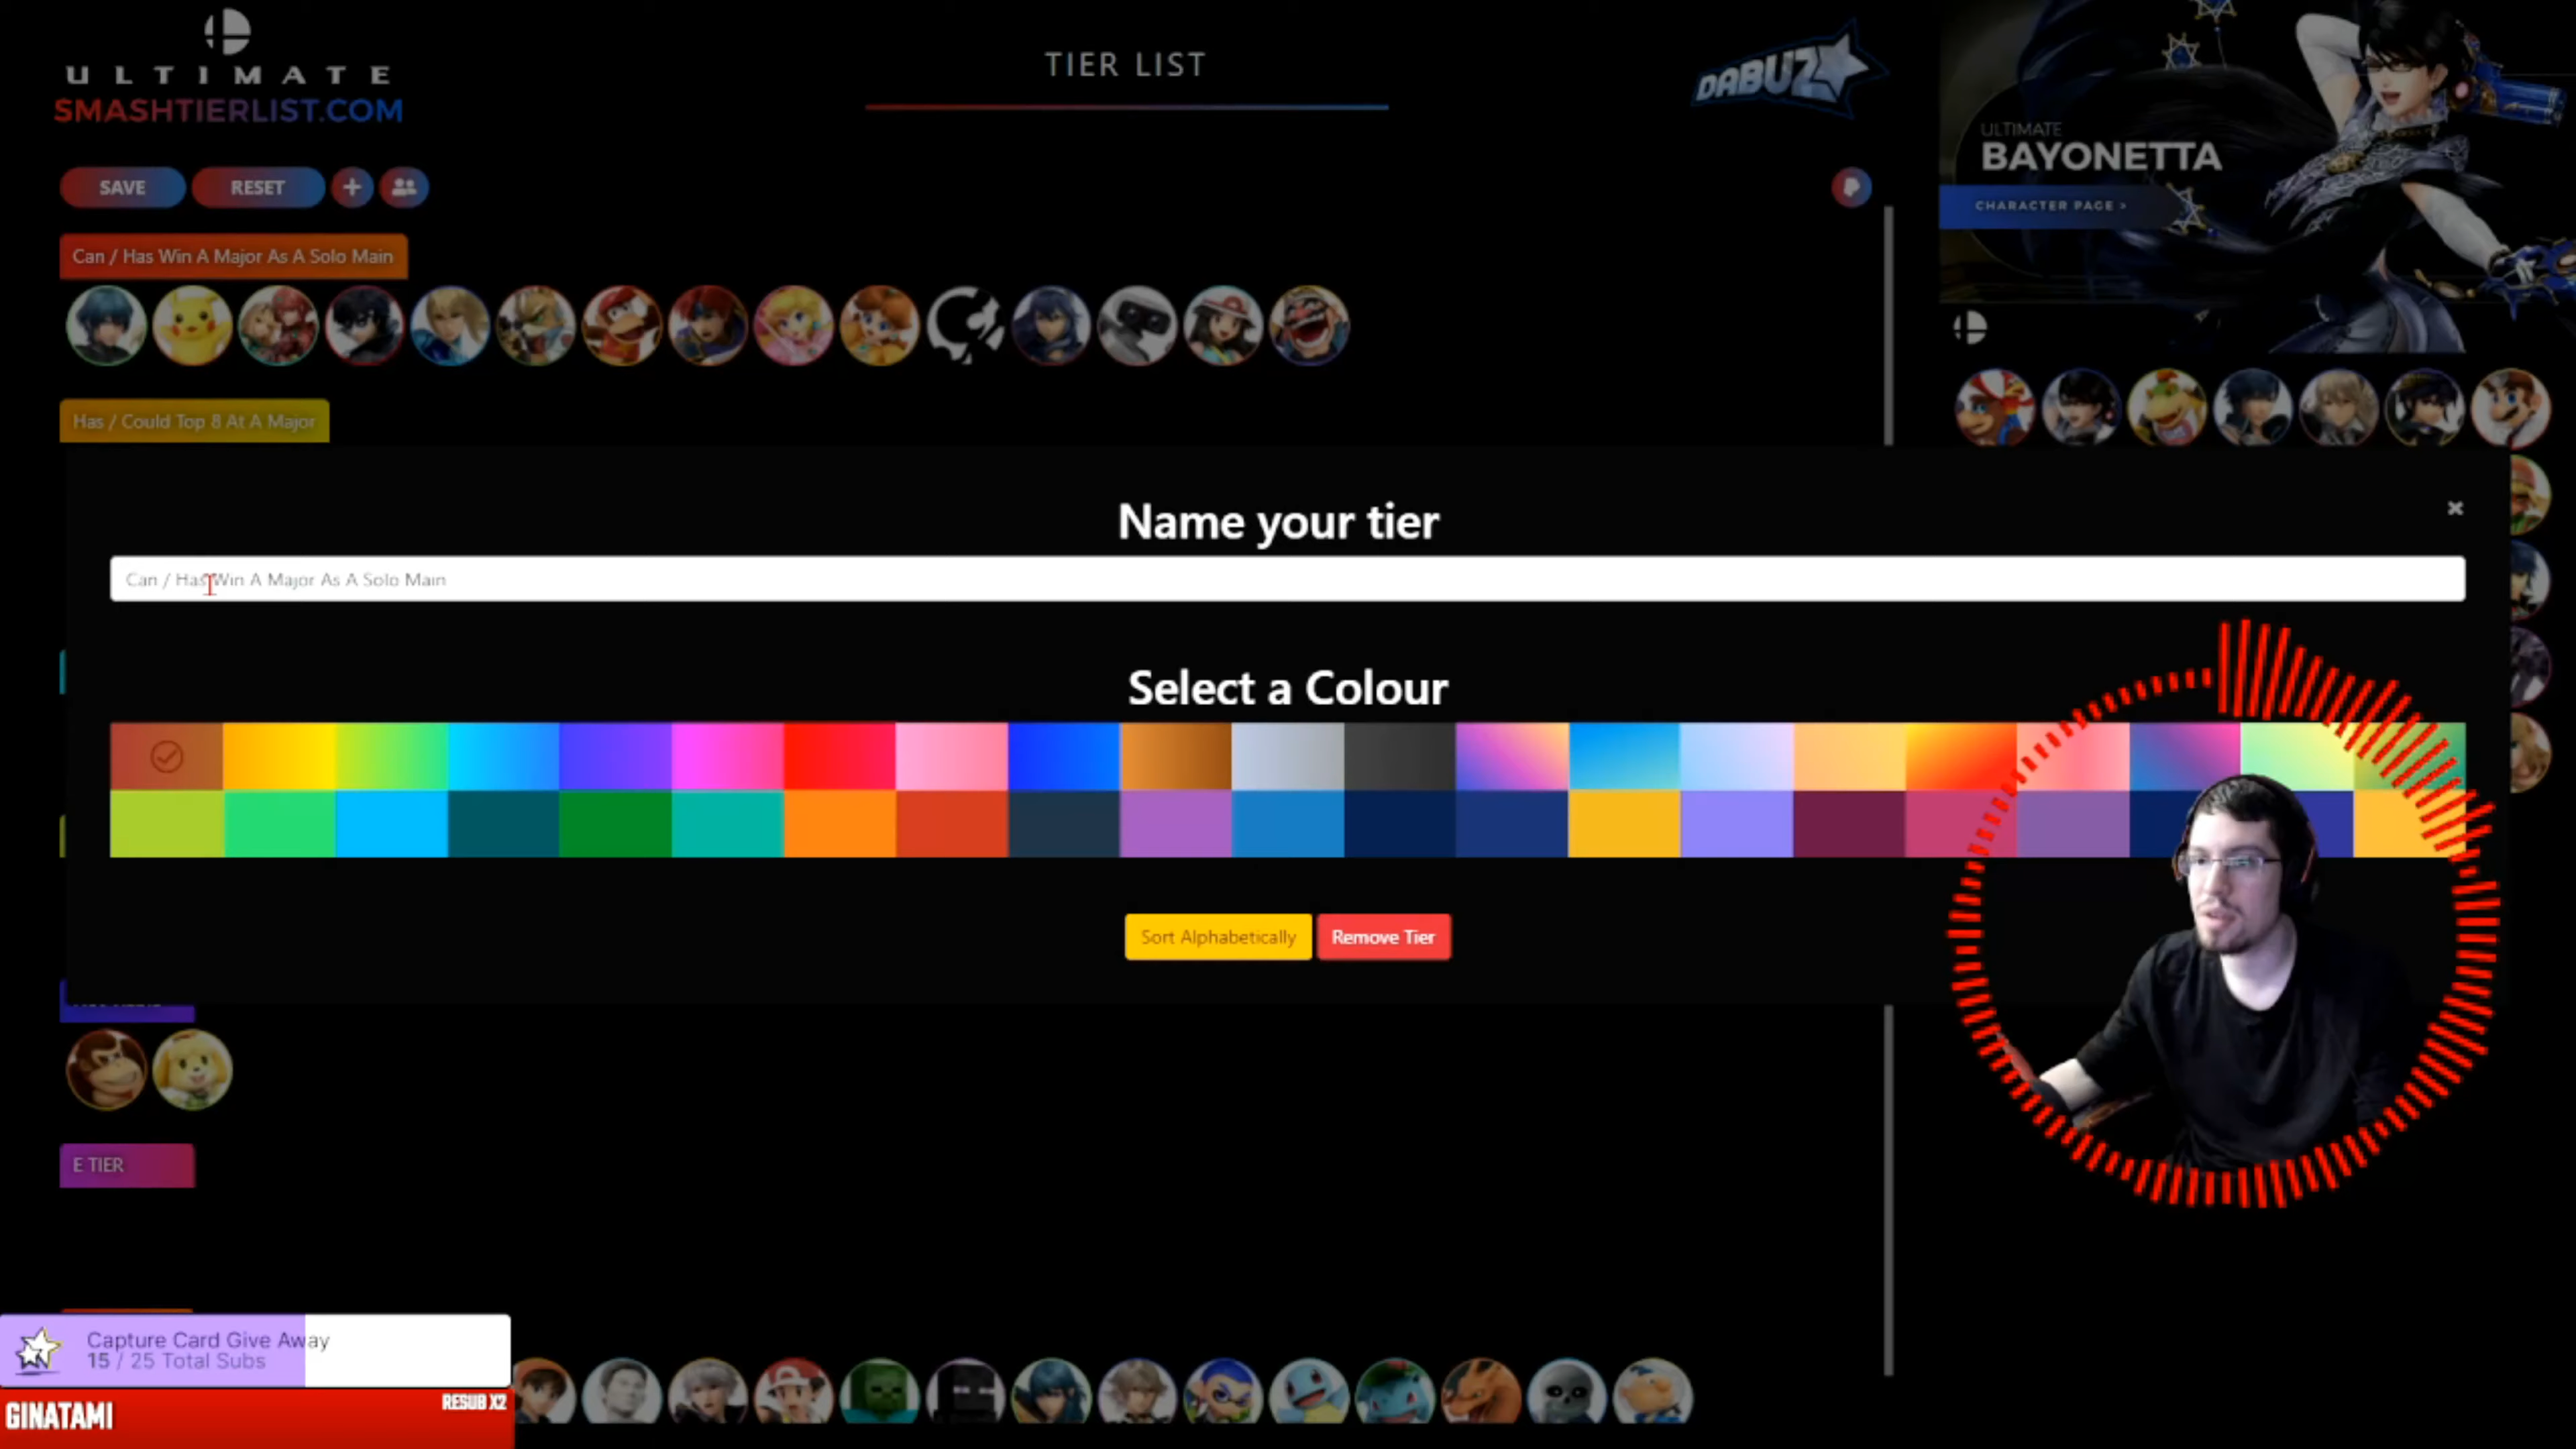 ULTIMATE
SMASHTIERLIST.COM
TIER LIST
DABUZ
ULTIMATE
BAYONETTA
CHARACTER PAGE >
SAVE
RESET
Can / Has Win A Major As A Solo Main
Has / Could Top 8 At A Major
Name your tier
Can / Has Win A Major As A Solo Main
Select a Colour
Sort Alphabetically
Remove Tier
E TIER
Capture Card Give Away
15 / 25 Total Subs
GINATAMI
RESUB X2